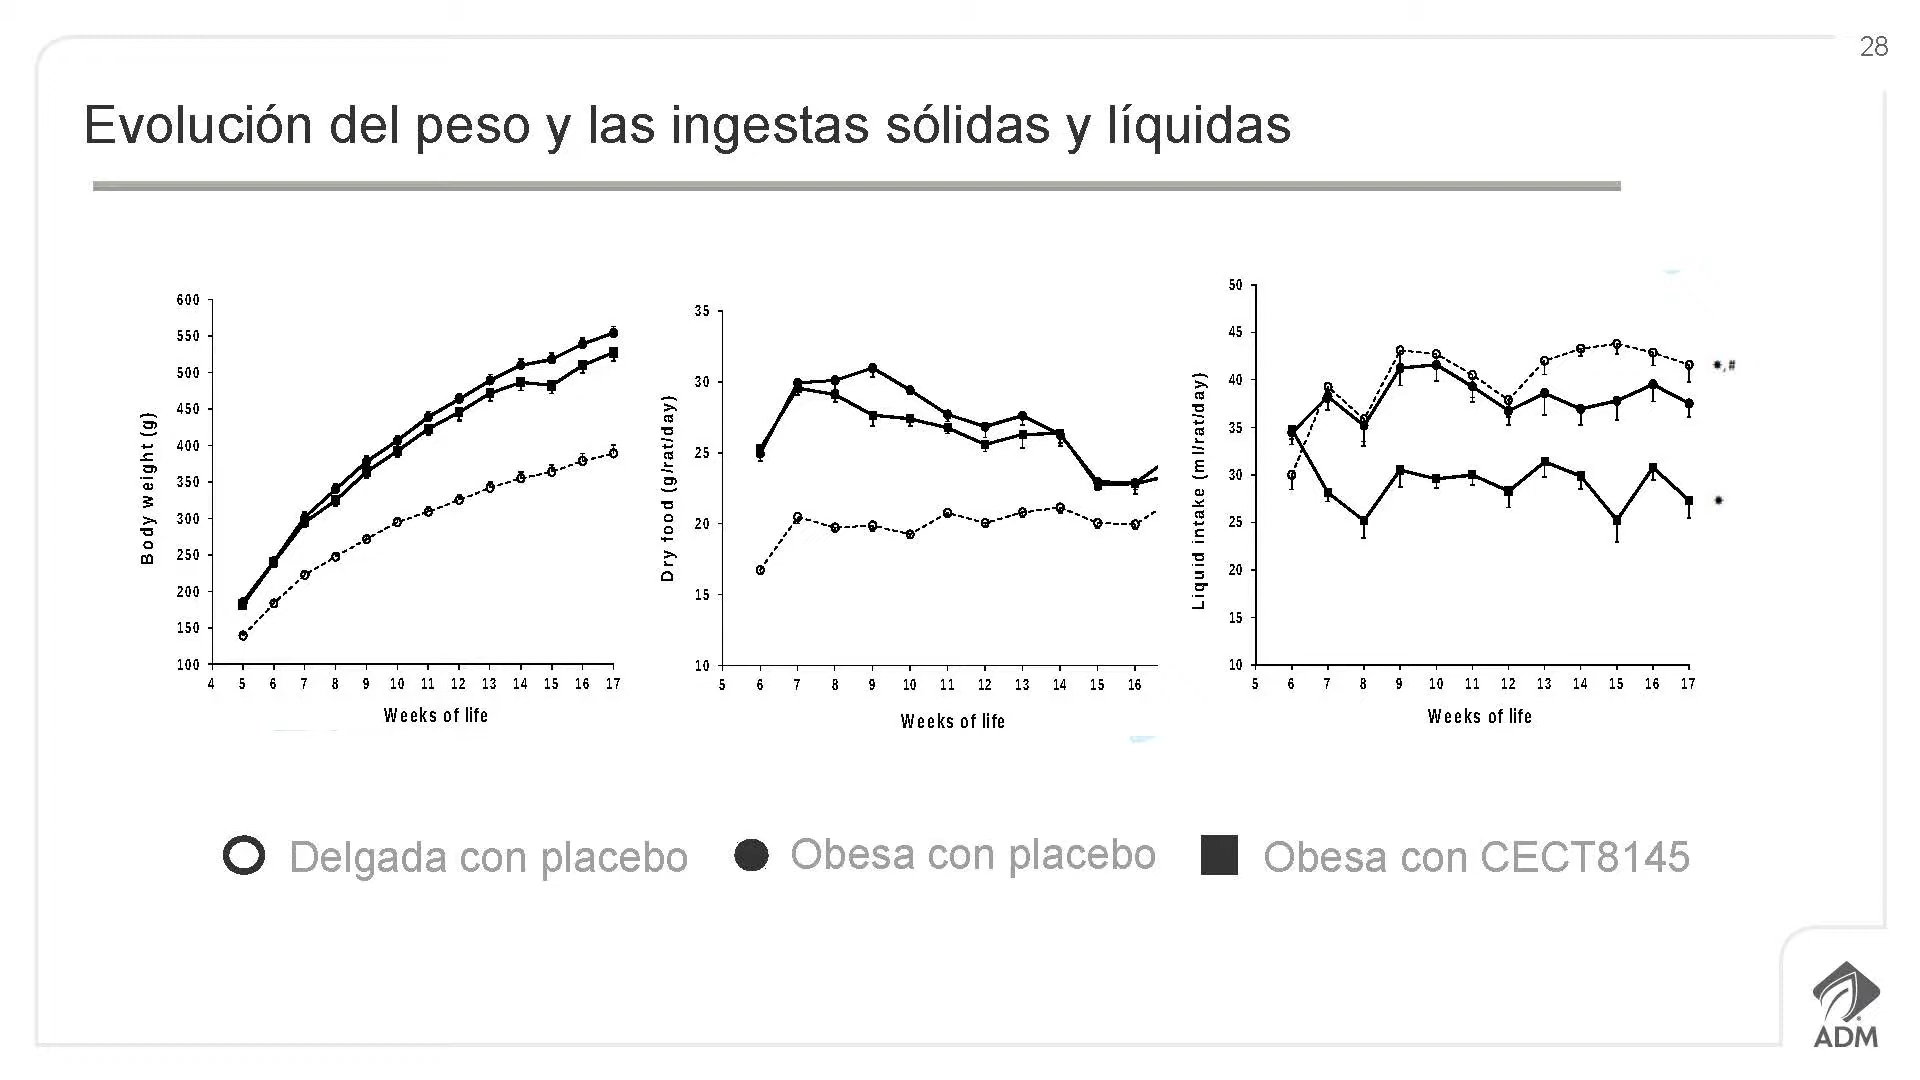 28
Evolución del peso y las ingestas sólidas y líquidas
Body weight (g)
600
550
500
450
400
350
300
250
200
150
100
4 5 6 7 8 9 10 11 12 13 14 15 16 17
Weeks of life
Dry food (g/rat/day)
35
30
25
20
15
10
5 6 7 8 9 10 11 12 13 14 15 16
Weeks of life
Liquid intake (ml/rat/day)
50
45
40
35
30
25
20
15
10
5 6 7 8 9 10 11 12 13 14 15 16 17
Weeks of life
*,#
*
Delgada con placebo
Obesa con placebo
Obesa con CECT8145
ADM